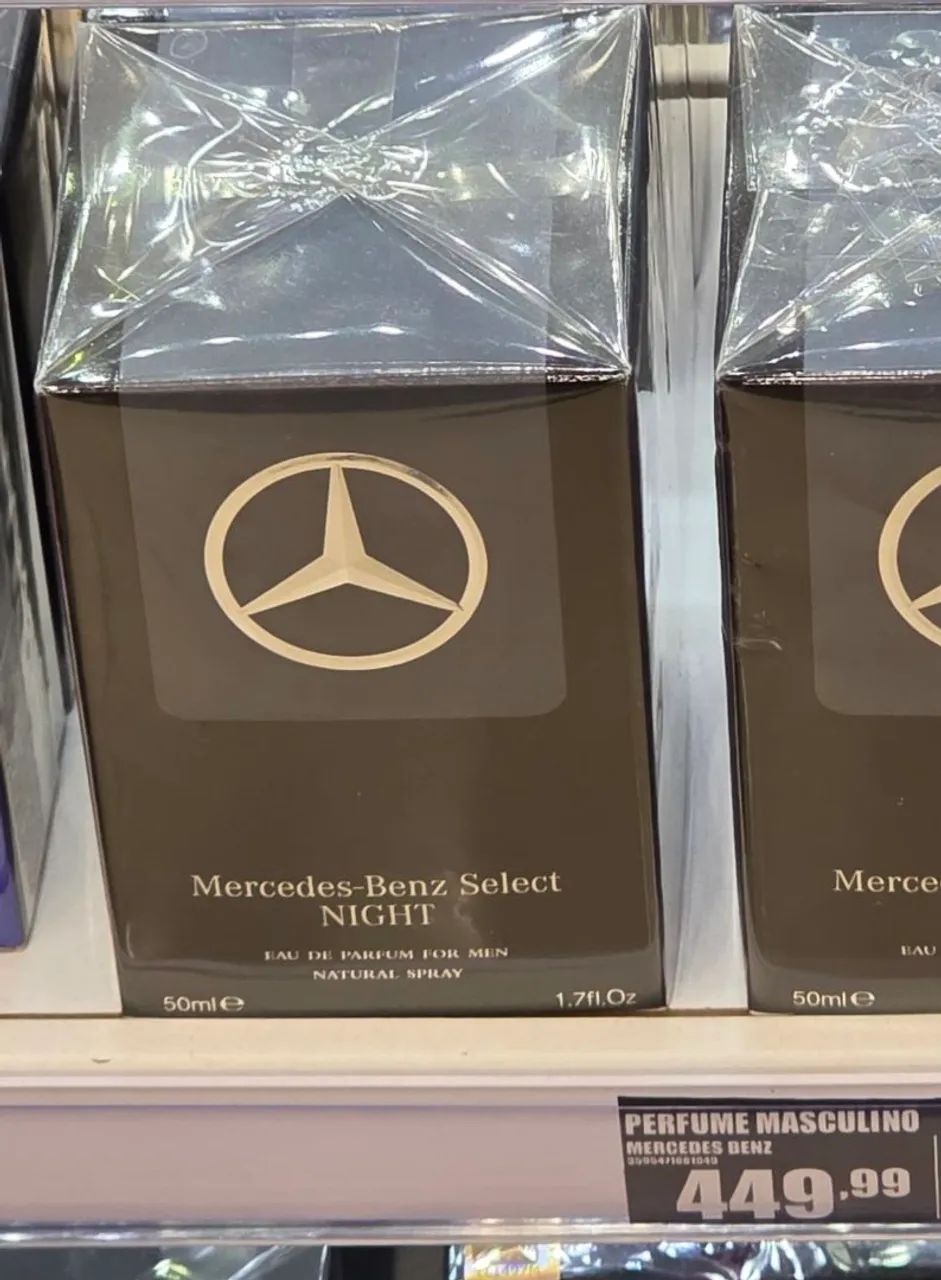 Mercedes-Benz Select
NIGHT
EAU DE PARFUM FOR MEN
NATURAL SPRAY
50ml℮
1.7fl.Oz
Merce
EAU
50ml℮
PERFUME MASCULINO
MERCEDES BENZ
449,99